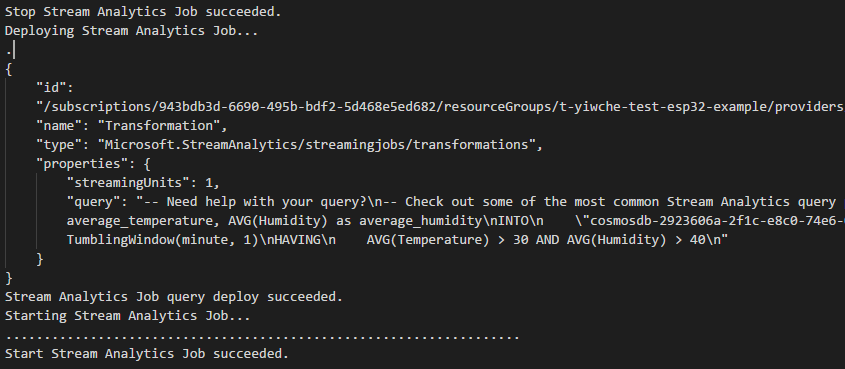 Stop Stream Analytics Job succeeded.
Deploying Stream Analytics Job...
.
{
    "id":
    "/subscriptions/943bdb3d-6690-495b-bdf2-5d468e5ed682/resourceGroups/t-yiwche-test-esp32-example/providers
    "name": "Transformation",
    "type": "Microsoft.StreamAnalytics/streamingjobs/transformations",
    "properties": {
        "streamingUnits": 1,
        "query": "-- Need help with your query?\n-- Check out some of the most common Stream Analytics query
        average_temperature, AVG(Humidity) as average_humidity\nINTO\n    \"cosmosdb-2923606a-2f1c-e8c0-74e6-
        TumblingWindow(minute, 1)\nHAVING\n    AVG(Temperature) > 30 AND AVG(Humidity) > 40\n"
    }
}
Stream Analytics Job query deploy succeeded.
Starting Stream Analytics Job...
...................................................................
Start Stream Analytics Job succeeded.